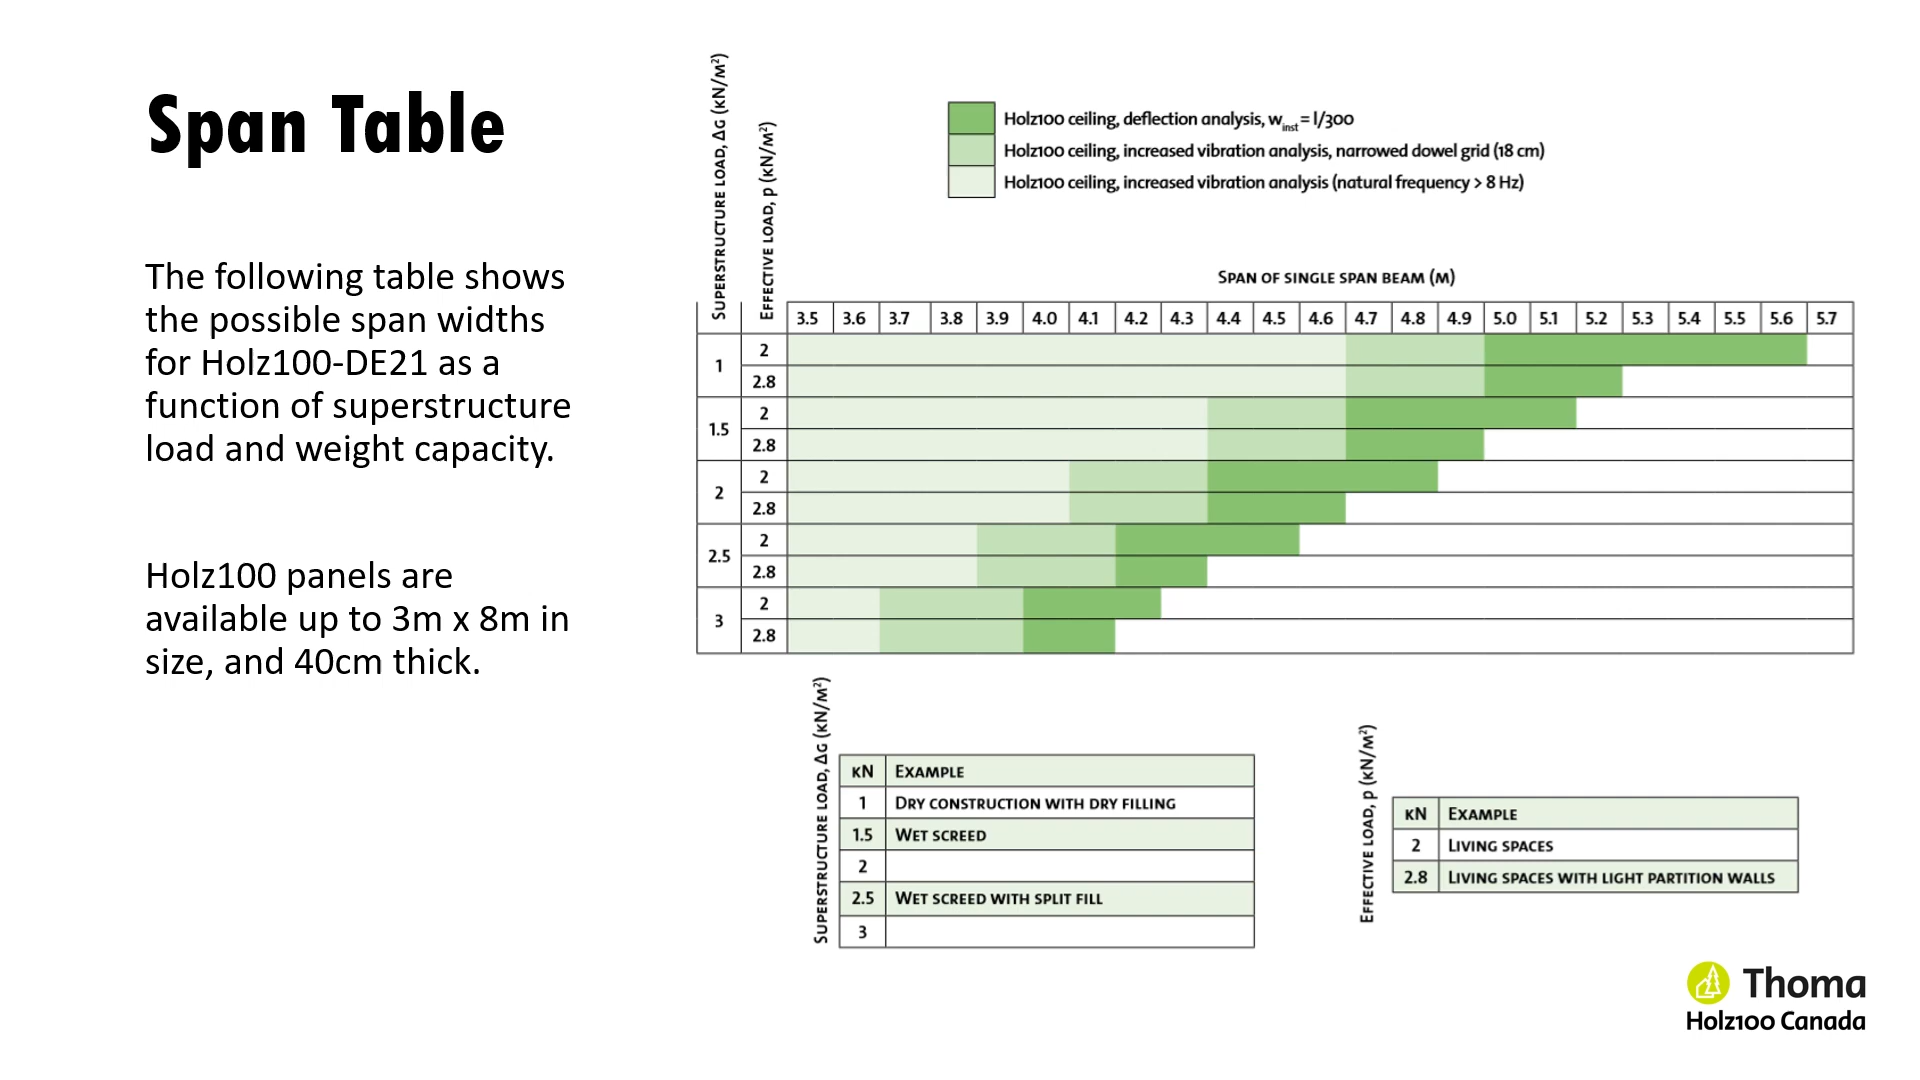 Span Table
The following table shows
the possible span widths
for Holz100-DE21 as a
function of superstructure
load and weight capacity.
Holz100 panels are
available up to 3m x 8m in
size, and 40cm thick.
Holz100 ceiling, deflection analysis, winst = l/300
Holz100 ceiling, increased vibration analysis, narrowed dowel grid (18 cm)
Holz100 ceiling, increased vibration analysis (natural frequency > 8 Hz)
SUPERSTRUCTURE LOAD, ΔG (KN/M²)
EFFECTIVE LOAD, p (KN/M²)
SPAN OF SINGLE SPAN BEAM (M)
3.5 3.6 3.7 3.8 3.9 4.0 4.1 4.2 4.3 4.4 4.5 4.6 4.7 4.8 4.9 5.0 5.1 5.2 5.3 5.4 5.5 5.6 5.7
1 2
2.8
1.5 2
2.8
2 2
2.8
2.5 2
2.8
3 2
2.8
SUPERSTRUCTURE LOAD, ΔG (KN/M²)
KN EXAMPLE
1 DRY CONSTRUCTION WITH DRY FILLING
1.5 WET SCREED
2
2.5 WET SCREED WITH SPLIT FILL
3
EFFECTIVE LOAD, p (KN/M²)
KN EXAMPLE
2 LIVING SPACES
2.8 LIVING SPACES WITH LIGHT PARTITION WALLS
Thoma
Holz100 Canada